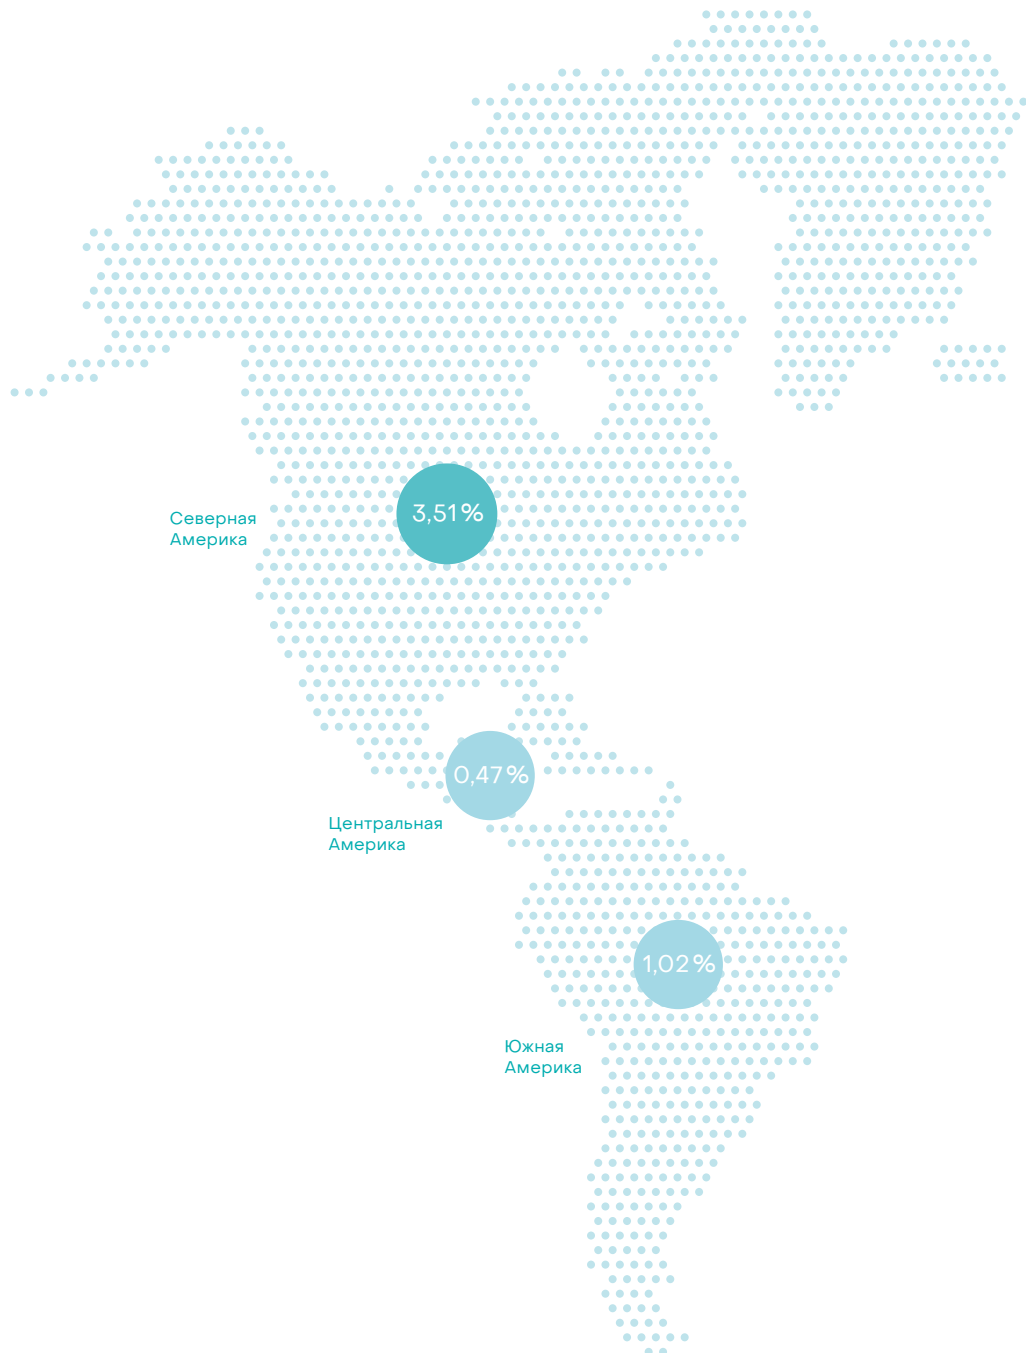 3,51 %
Северная
Америка
0,47 %
Центральная
Америка
1,02 %
Южная
Америка